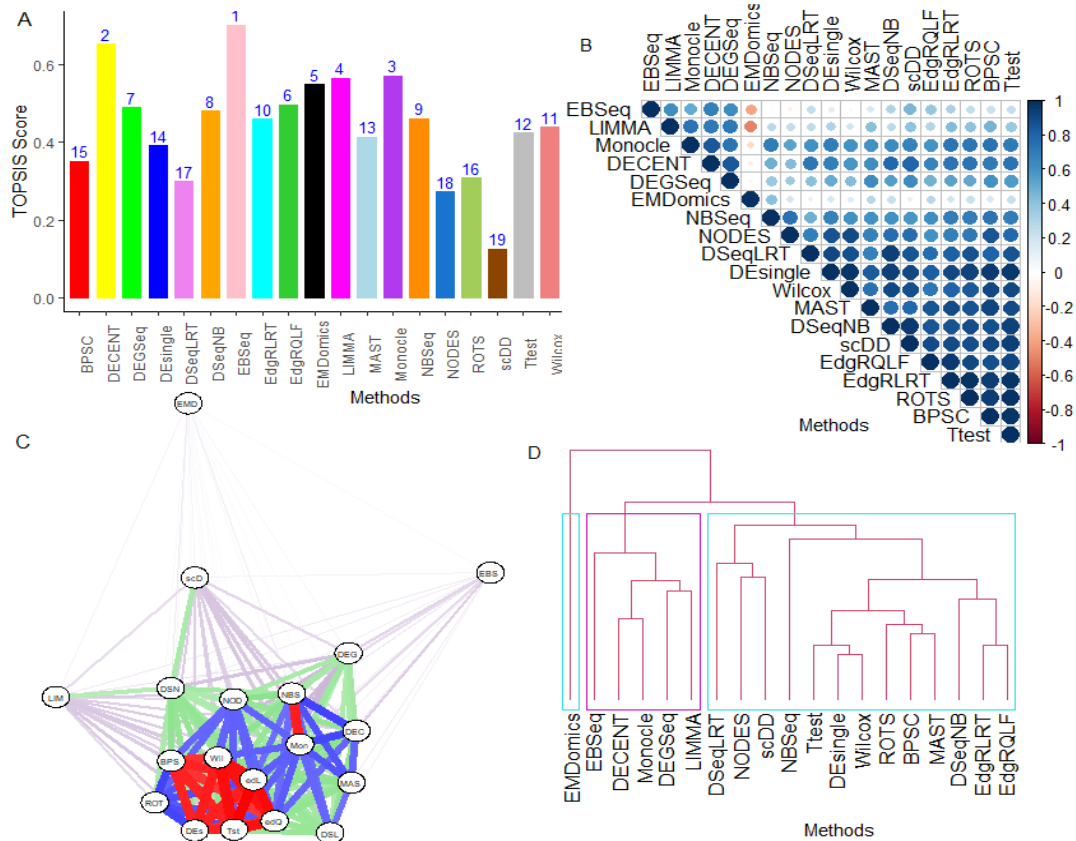 A
TOPSIS Score
0.6
0.4
0.2
0.0
15
2
7
14
17
8
1
10
6
5
4
13
3
9
18
16
19
12
11
BPSC
DECENT
DEGSeq
DEsingle
DSeqLRT
DSeqNB
EBSeq
EdgRLRT
EdgRQLF
EMDomics
LIMMA
MAST
Monocle
NBSeq
NODES
ROTS
scDD
Ttest
Wilcox
Methods
B
EBSeq
LIMMA
Monocle
DECENT
DEGSeq
EMDomics
NBSeq
NODES
DSeqLRT
DEsingle
Wilcox
MAST
DSeqNB
scDD
EdgRQLF
EdgRLRT
ROTS
BPSC
Ttest
EBSeq
LIMMA
Monocle
DECENT
DEGSeq
EMDomics
NBSeq
NODES
DSeqLRT
DEsingle
Wilcox
MAST
DSeqNB
scDD
EdgRQLF
EdgRLRT
ROTS
BPSC
Ttest
1
0.8
0.6
0.4
0.2
0
-0.2
-0.4
-0.6
-0.8
-1
Methods
C
EMD
scD
EBS
DEG
LIM
DSN
NOD
NBS
DEC
Mon
BPS
Wil
edL
MAS
ROT
DEs
Tst
edQ
DSL
D
EMDomics
EBSeq
DECENT
Monocle
DEGSeq
LIMMA
DSeqLRT
NODES
scDD
NBSeq
Ttest
DEsingle
Wilcox
ROTS
BPSC
MAST
DSeqNB
EdgRLRT
EdgRQLF
Methods